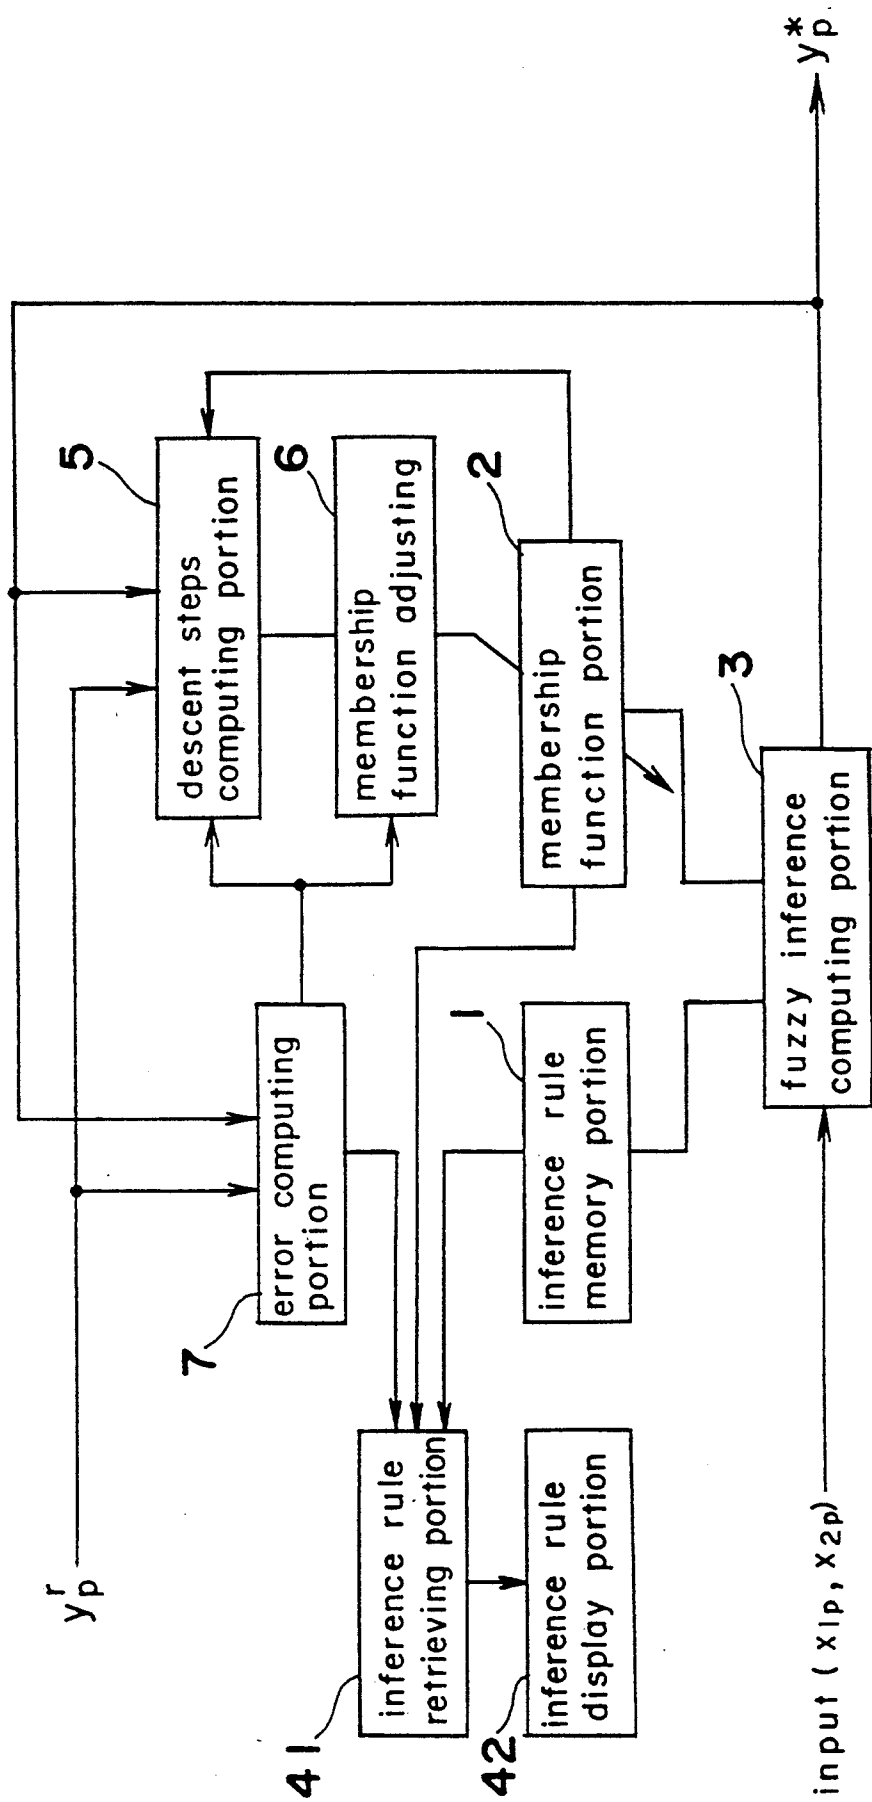 y_p^r
7
error computing
portion
5
descent steps
computing portion
6
membership
function adjusting
41
inference rule
retrieving portion
42
inference rule
display portion
1
inference rule
memory portion
2
membership
function portion
3
fuzzy inference
computing portion
input ( x_1p, x_2p)
y_p^*